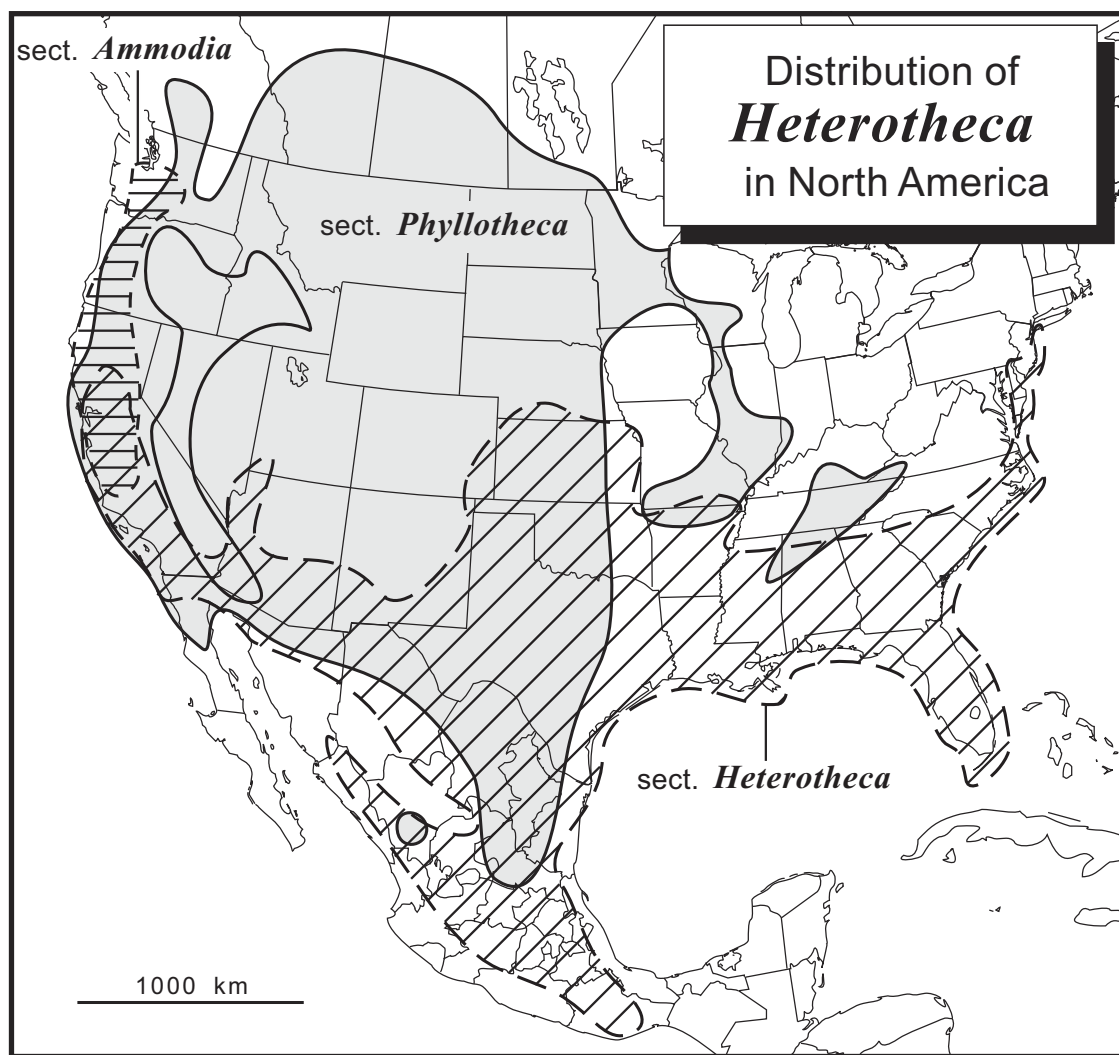 sect. Ammodia
Distribution of
Heterotheca
in North America
sect. Phyllotheca
sect. Heterotheca
1000 km